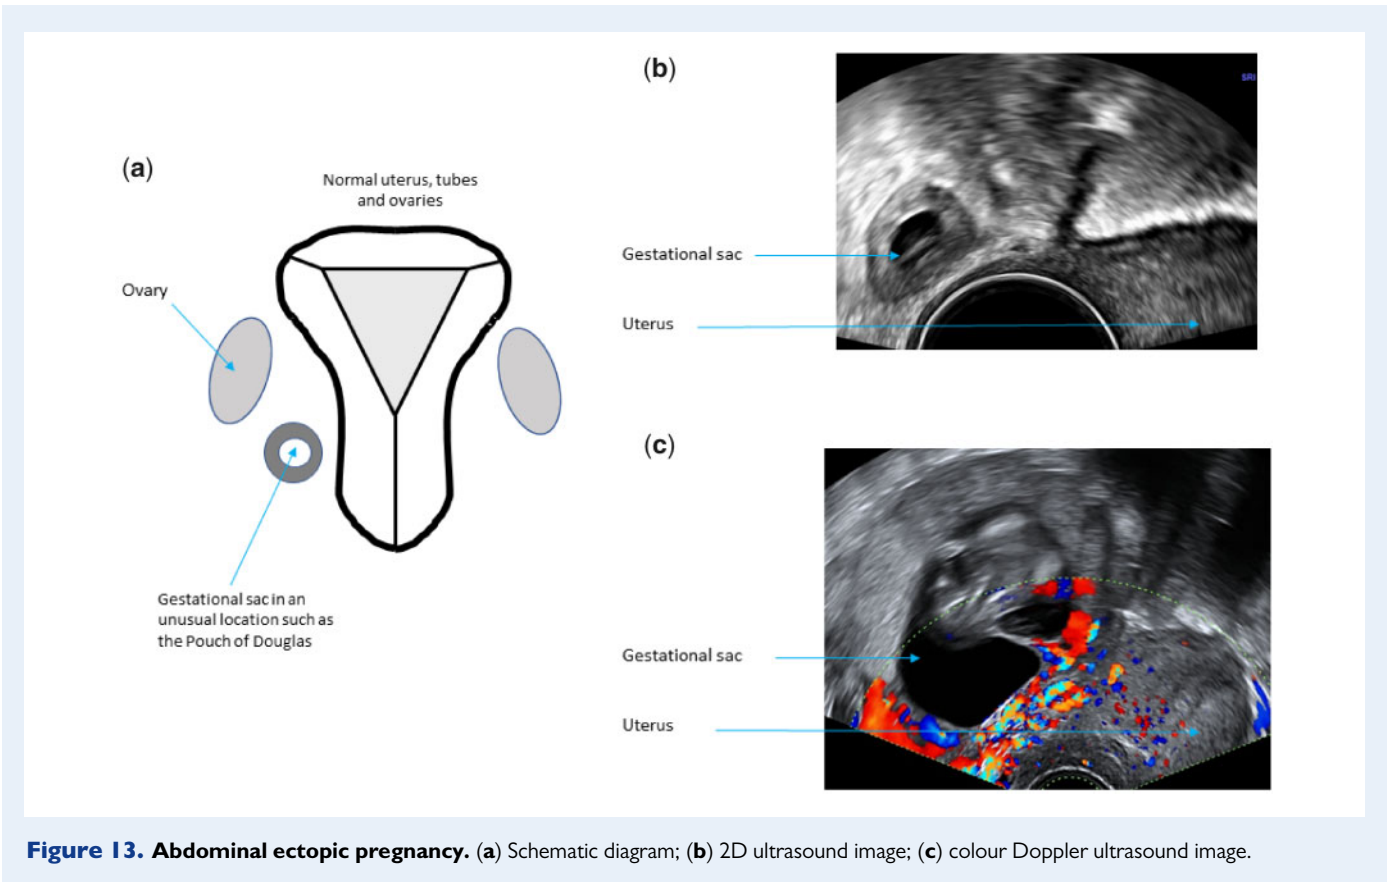 (a)
Normal uterus, tubes
and ovaries
Ovary
Gestational sac in an
unusual location such as
the Pouch of Douglas
(b)
SRI
Gestational sac
Uterus
(c)
Gestational sac
Uterus
Figure 13. Abdominal ectopic pregnancy. (a) Schematic diagram; (b) 2D ultrasound image; (c) colour Doppler ultrasound image.